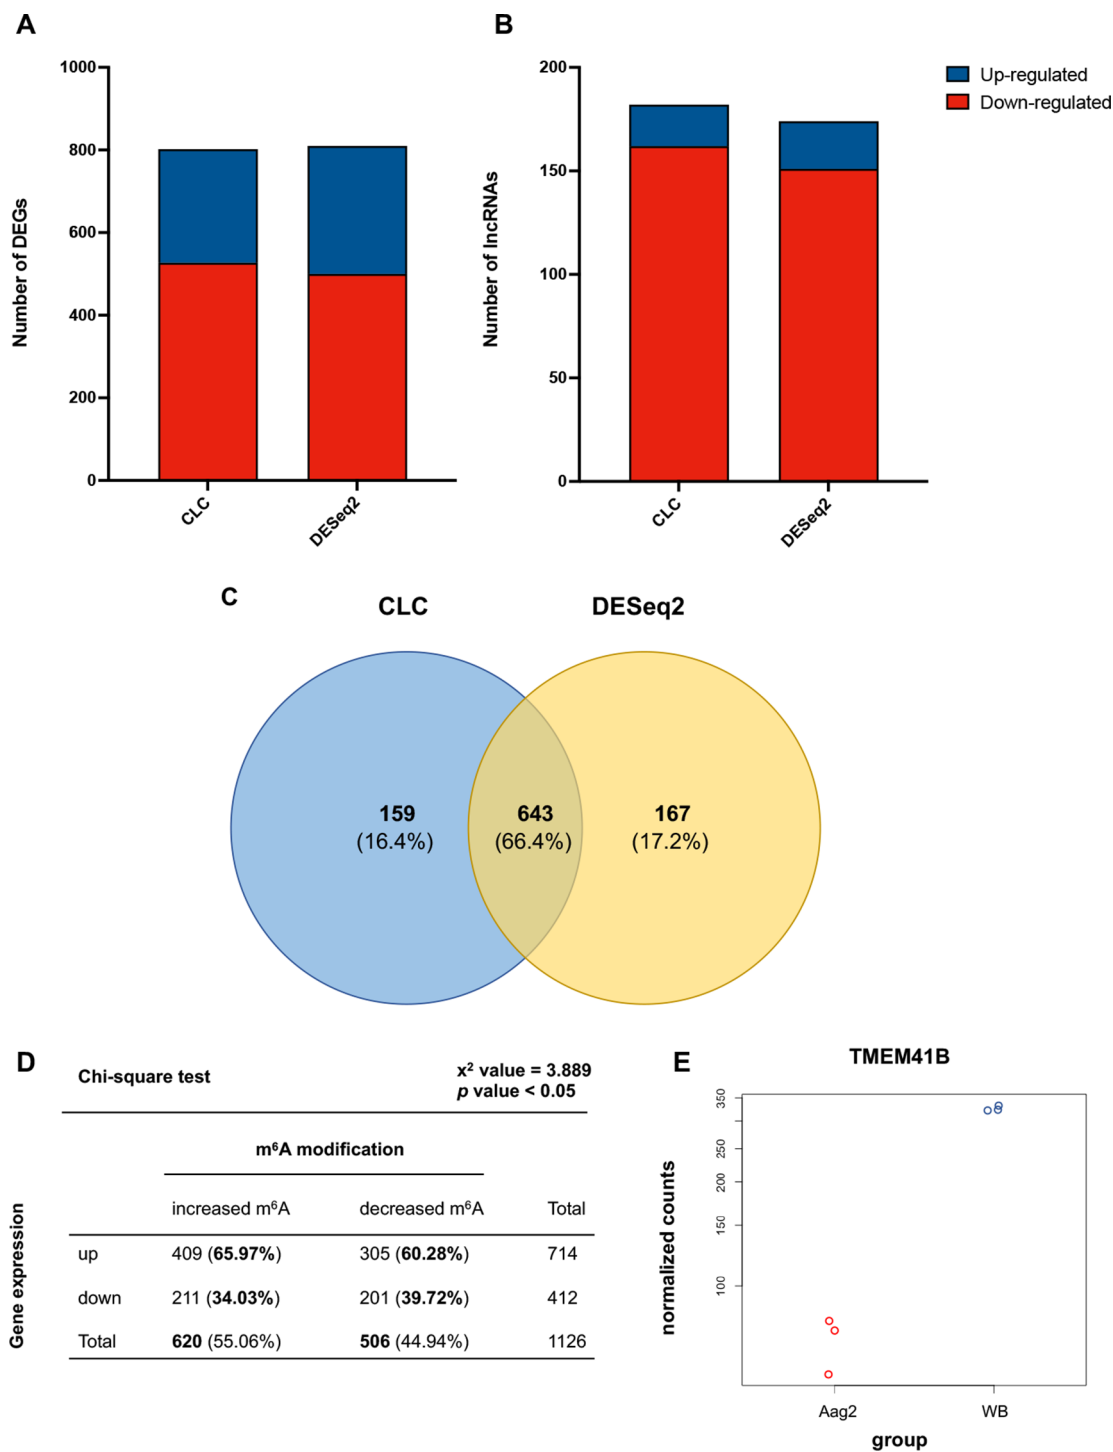 A
Number of DEGs
1000
800
600
400
200
0
CLC
DESeq2
B
Number of lncRNAs
200
150
100
50
0
CLC
DESeq2
Up-regulated
Down-regulated
C
CLC
DESeq2
159
(16.4%)
643
(66.4%)
167
(17.2%)
D
Chi-square test
x² value = 3.889
p value < 0.05
m⁶A modification
increased m⁶A decreased m⁶A Total
Gene expression
up 409 (65.97%) 305 (60.28%) 714
down 211 (34.03%) 201 (39.72%) 412
Total 620 (55.06%) 506 (44.94%) 1126
E
TMEM41B
normalized counts
350
250
200
150
100
Aag2
WB
group